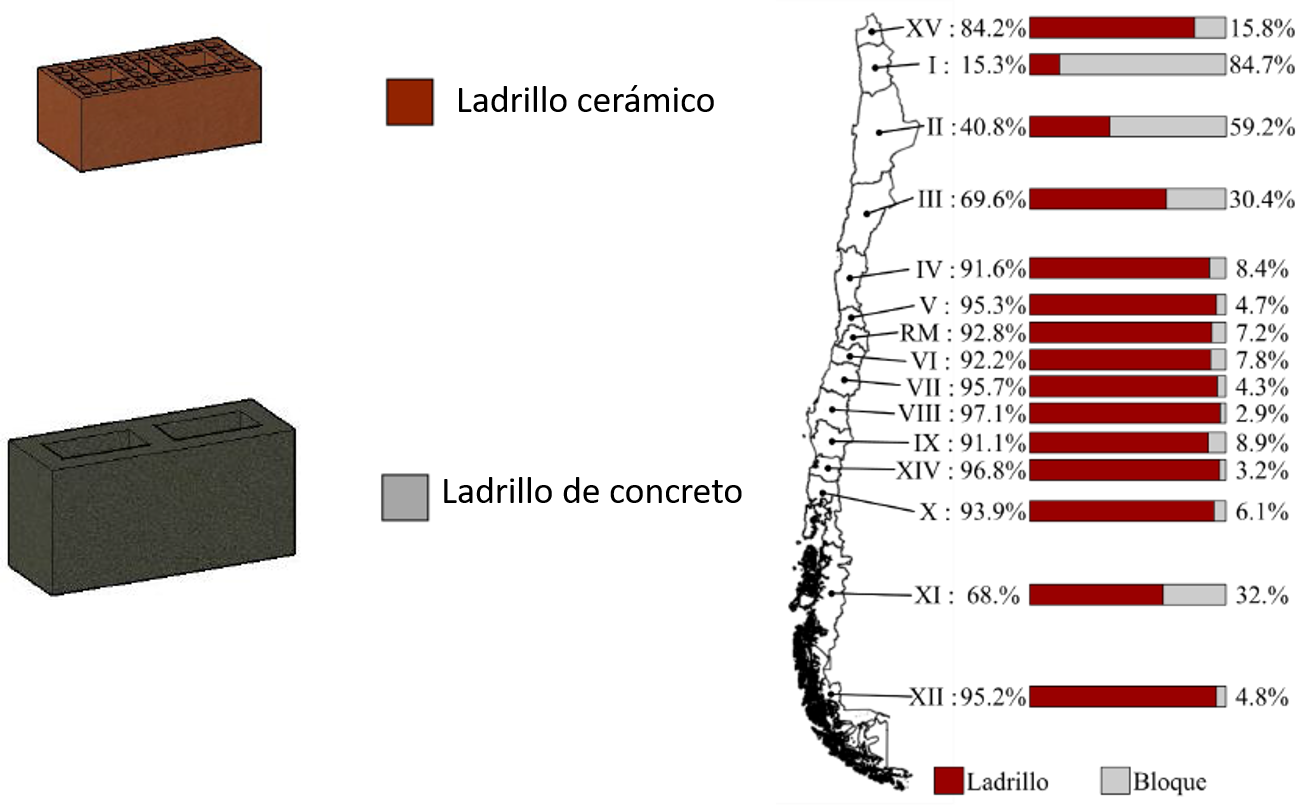 Ladrillo cerámico
Ladrillo de concreto
XV : 84.2% 15.8%
I : 15.3% 84.7%
II : 40.8% 59.2%
III : 69.6% 30.4%
IV : 91.6% 8.4%
V : 95.3% 4.7%
RM : 92.8% 7.2%
VI : 92.2% 7.8%
VII : 95.7% 4.3%
VIII : 97.1% 2.9%
IX : 91.1% 8.9%
XIV : 96.8% 3.2%
X : 93.9% 6.1%
XI : 68.% 32.%
XII : 95.2% 4.8%
Ladrillo Bloque